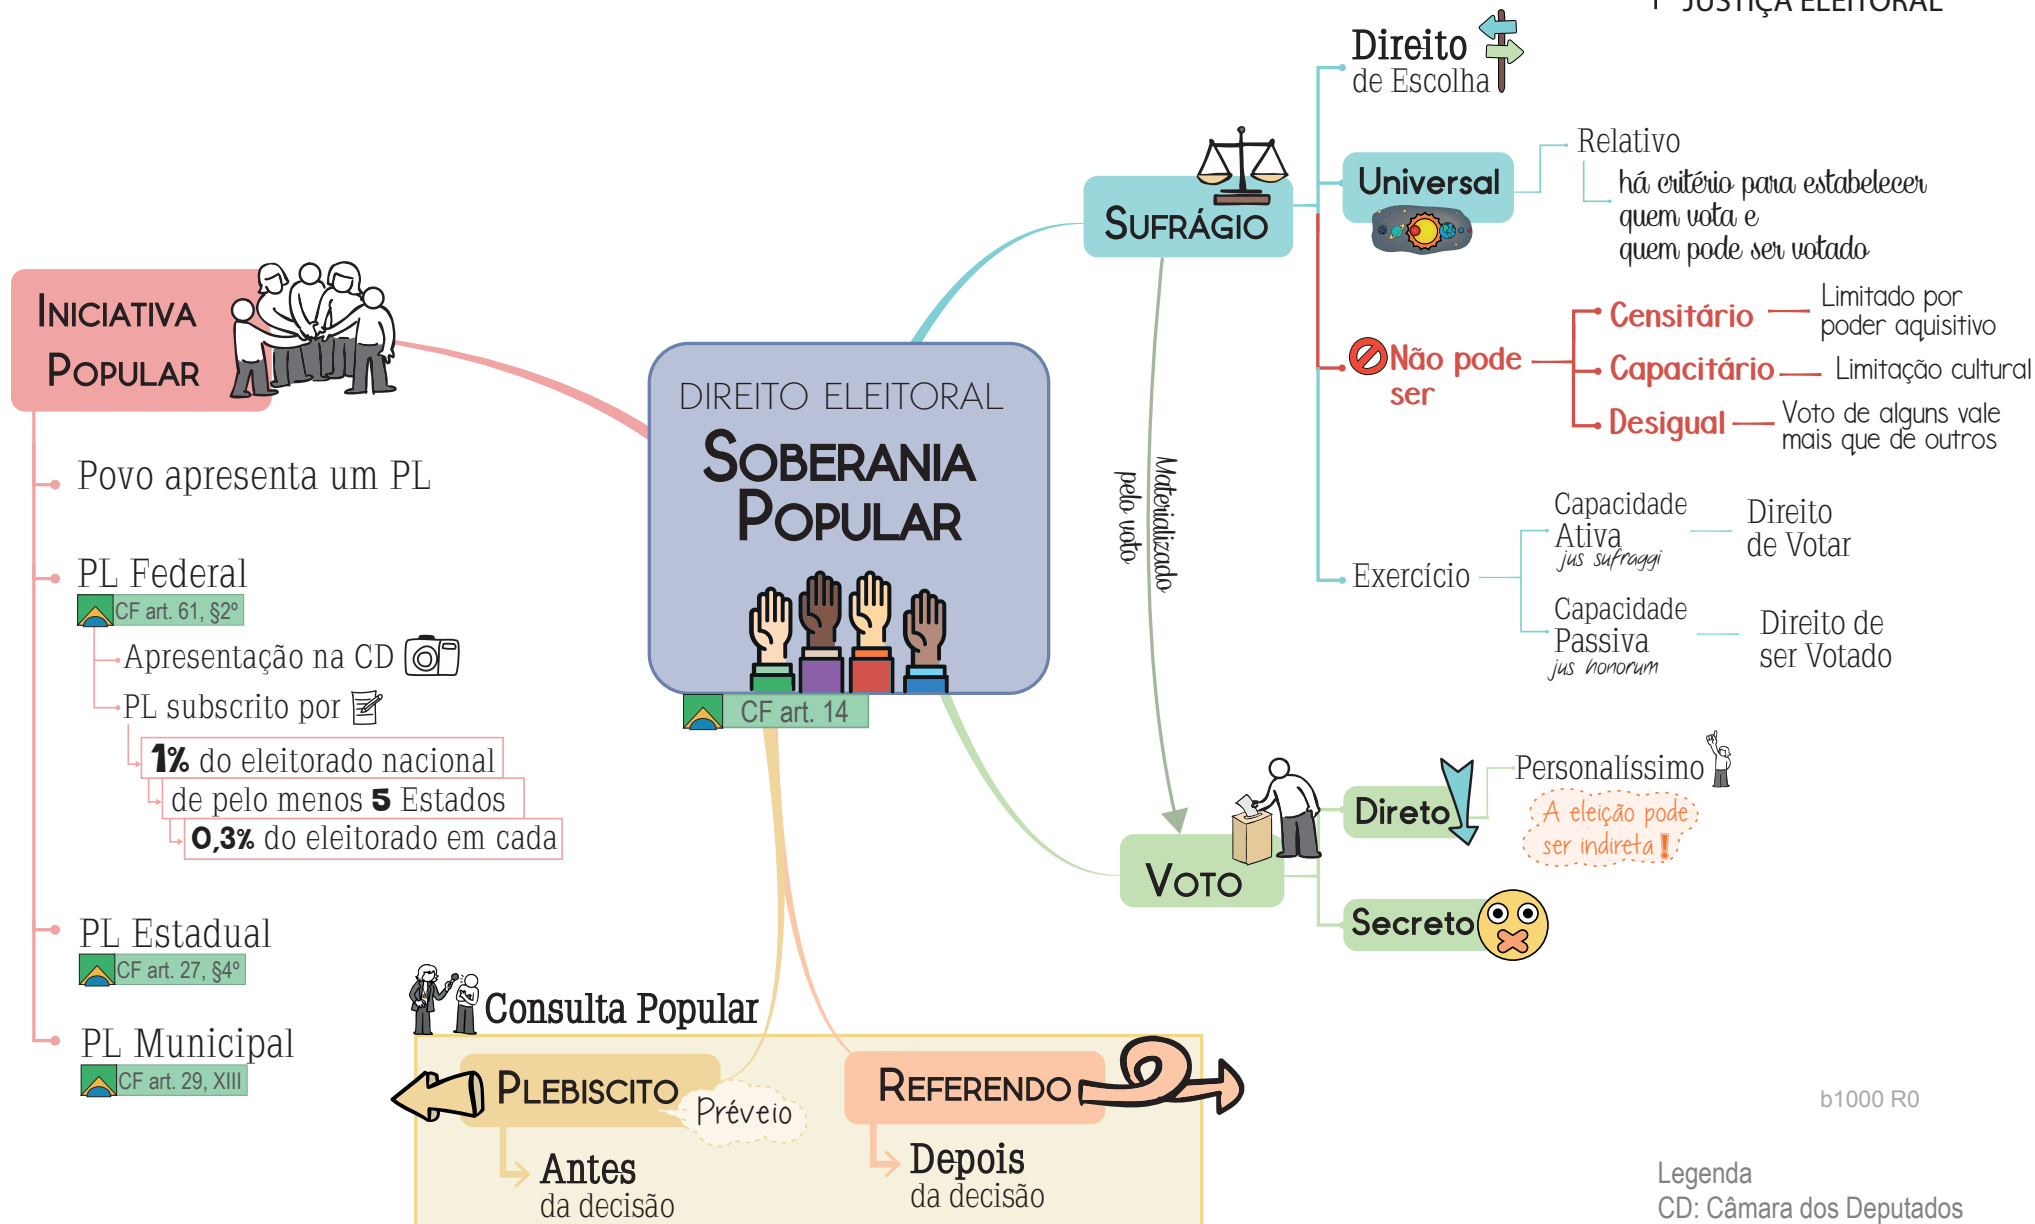 JUSTIÇA ELEITORAL
DIREITO ELEITORAL
SOBERANIA
POPULAR
CF art. 14
INICIATIVA
POPULAR
Povo apresenta um PL
PL Federal
CF art. 61, §2º
Apresentação na CD
PL subscrito por
1% do eleitorado nacional
de pelo menos 5 Estados
0,3% do eleitorado em cada
PL Estadual
CF art. 27, §4º
PL Municipal
CF art. 29, XIII
SUFRÁGIO
Direito
de Escolha
Universal
Relativo
há critério para estabelecer
quem vota e
quem pode ser votado
Não pode
ser
Censitário
Limitado por
poder aquisitivo
Capacitário
Limitação cultural
Desigual
Voto de alguns vale
mais que de outros
Exercício
Capacidade
Ativa
jus sufraggi
Direito
de Votar
Capacidade
Passiva
jus honorum
Direito de
ser Votado
Materializado
pelo voto
VOTO
Direto
Personalíssimo
A eleição pode
ser indireta!
Secreto
Consulta Popular
PLEBISCITO
Préveio
Antes
da decisão
REFERENDO
Depois
da decisão
b1000 R0
Legenda
CD: Câmara dos Deputados